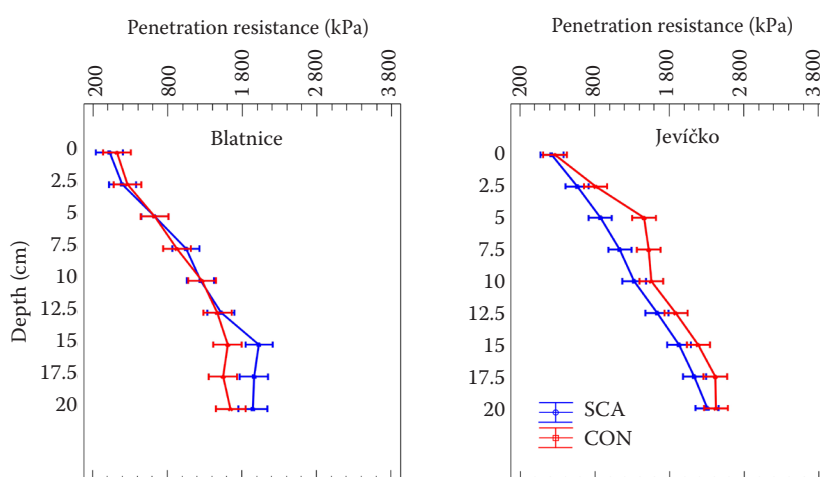 Penetration resistance (kPa)
200 800 1 800 2 800 3 800
Blatnice
Depth (cm)
0
2.5
5
7.5
10
12.5
15
17.5
20
Penetration resistance (kPa)
200 800 1 800 2 800 3 800
Jevíčko
0
2.5
5
7.5
10
12.5
15
17.5
20
SCA
CON